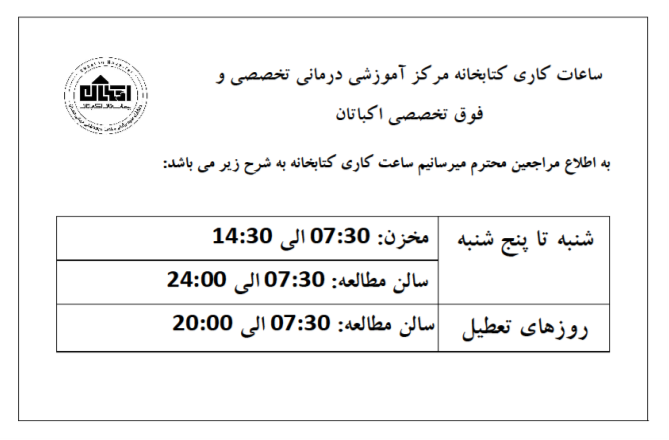 ساعات کاری کتابخانه مرکز آموزشی درمانی تخصصی و
فوق تخصصی اکباتان
به اطلاع مراجعین محترم میرسانیم ساعت کاری کتابخانه به شرح زیر می باشد:
شنبه تا پنج شنبه
مخزن: 07:30 الی 14:30
سالن مطالعه: 07:30 الی 24:00
روزهای تعطیل
سالن مطالعه: 07:30 الی 20:00